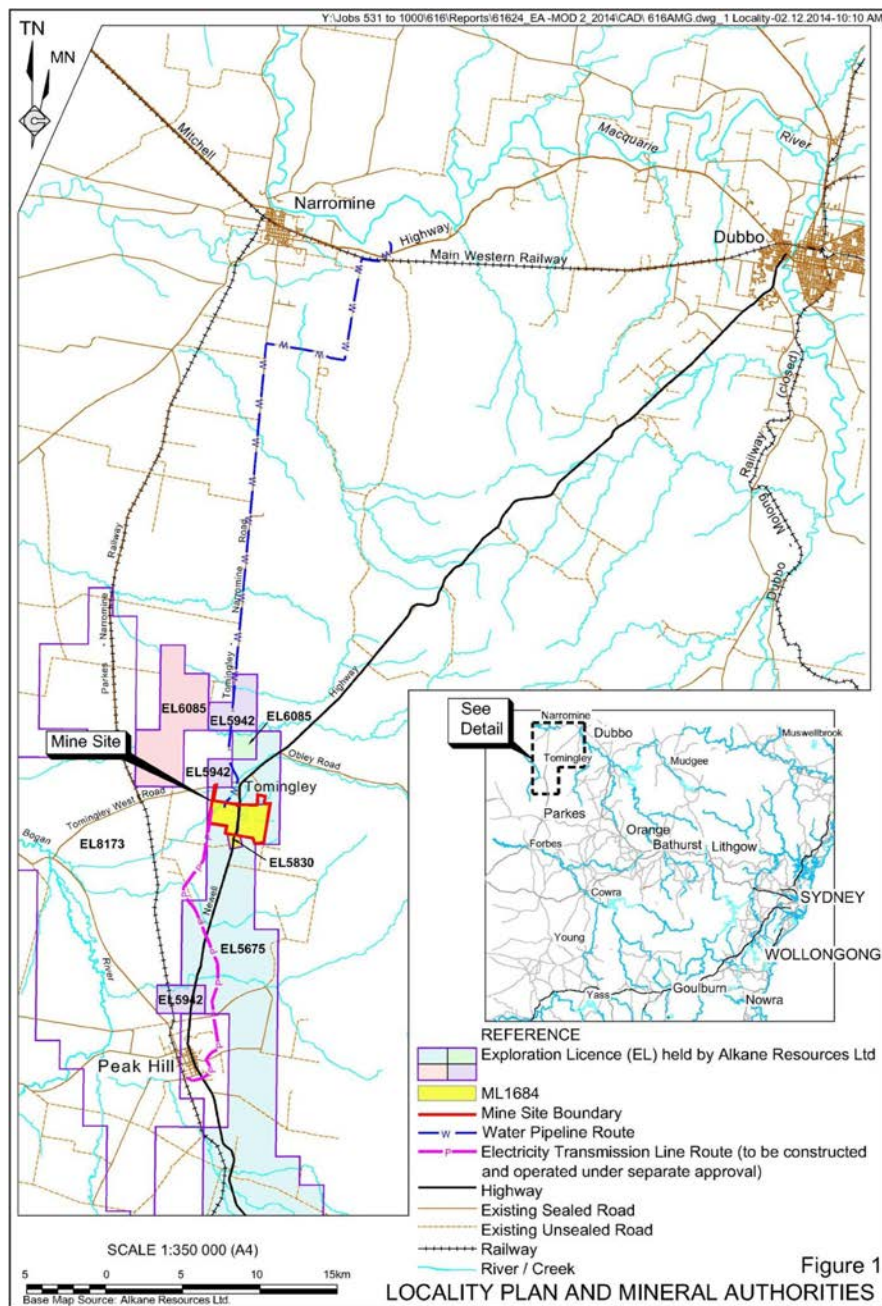 Y:\Jobs 531 to 1000\616\Reports\61624_EA -MOD 2_2014\CAD\ 616AMG.dwg_1 Locality-02.12.2014-10:10 AM
TN
MN
Mitchell
Macquarie
River
Narromine
Highway
Dubbo
Main Western Railway
W
W
W
W
W
W
W
Railway
(closed)
Railway
Molong
Dubbo
Road
Narromine
Tomingley -
Narromine
Parkes -
Highway
EL6085
EL5942
EL6085
Mine Site
Obley Road
EL5942
Tomingley
Tomingley West Road
Bogan
EL8173
EL5830
Newell
River
EL5675
EL5942
P
P
P
Peak Hill
See
Detail
Narromine
Dubbo
Tomingley
Muswellbrook
Mudgee
Parkes
Orange
Forbes
Bathurst
Lithgow
Cowra
SYDNEY
Young
WOLLONGONG
Goulburn
Yass
Nowra
REFERENCE
Exploration Licence (EL) held by Alkane Resources Ltd
ML1684
Mine Site Boundary
W Water Pipeline Route
P Electricity Transmission Line Route (to be constructed
and operated under separate approval)
Highway
Existing Sealed Road
Existing Unsealed Road
Railway
River / Creek
SCALE 1:350 000 (A4)
5 0 5 10 15km
Base Map Source: Alkane Resources Ltd.
Figure 1
LOCALITY PLAN AND MINERAL AUTHORITIES